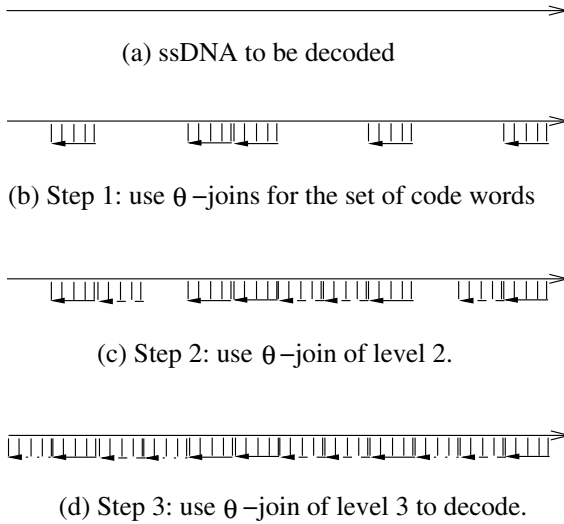 (a) ssDNA to be decoded
(b) Step 1: use θ−joins for the set of code words
(c) Step 2: use θ−join of level 2.
(d) Step 3: use θ−join of level 3 to decode.